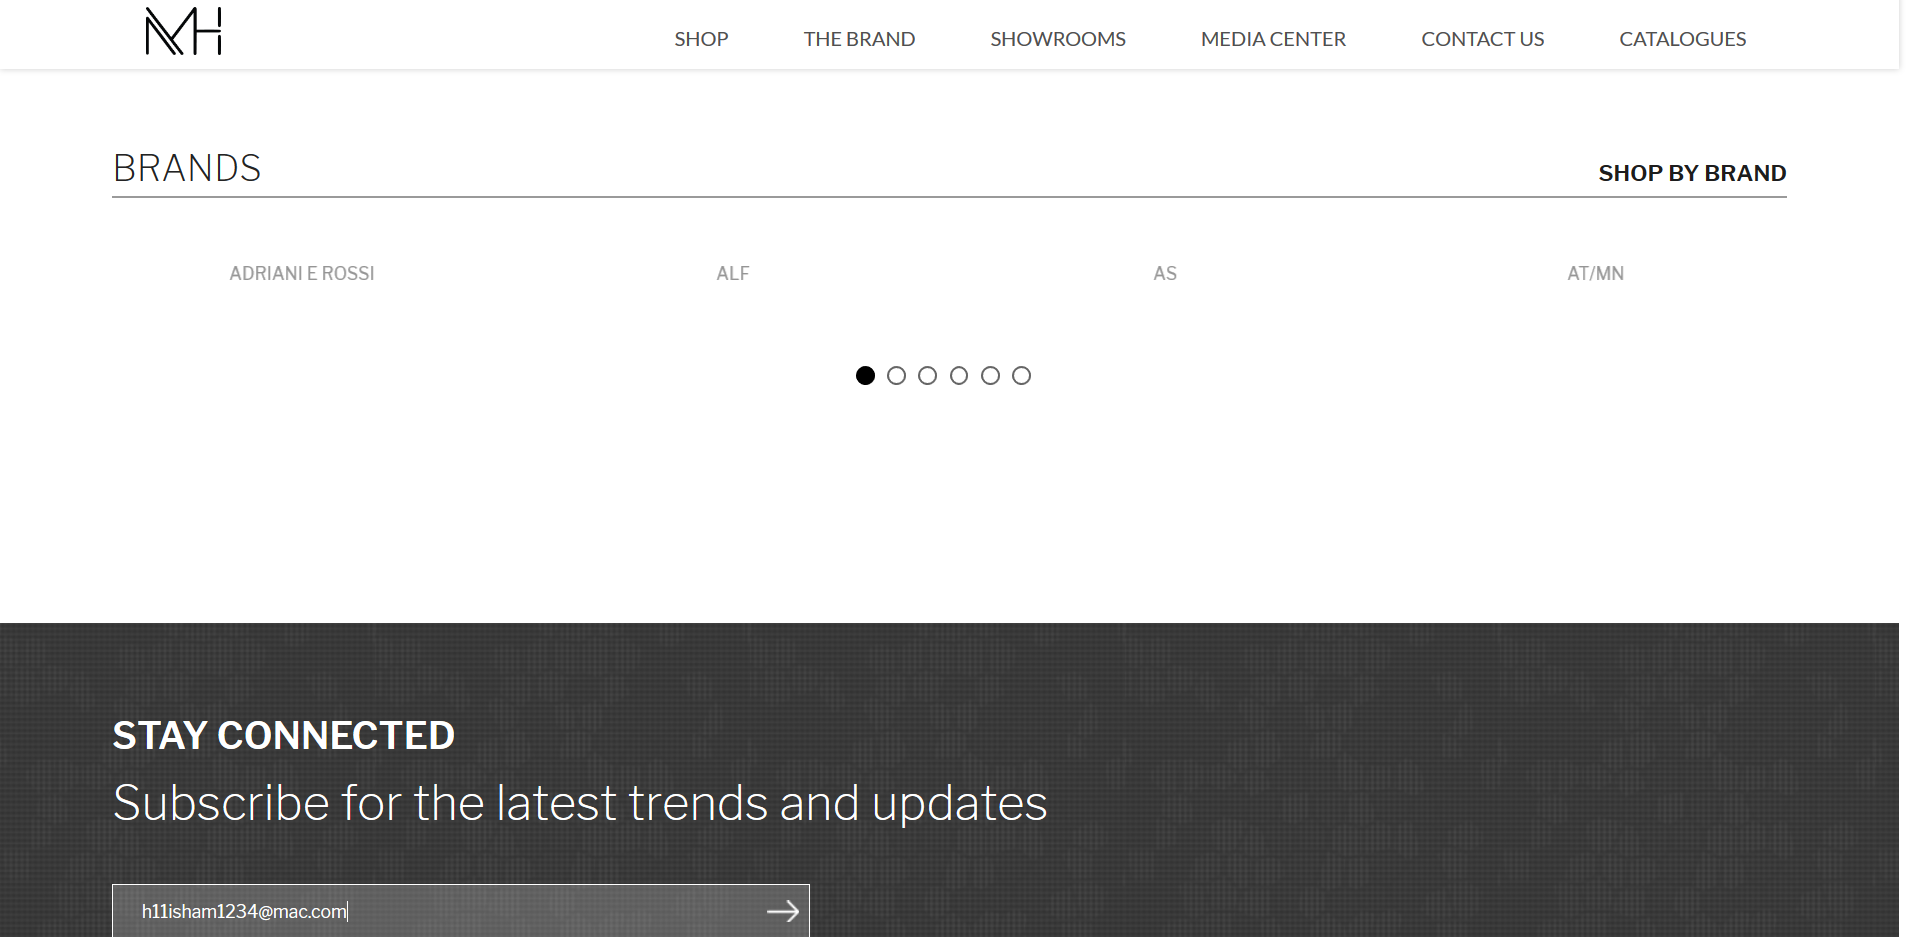 MH
SHOP THE BRAND SHOWROOMS MEDIA CENTER CONTACT US CATALOGUES
BRANDS
SHOP BY BRAND
ADRIANI E ROSSI ALF AS AT/MN
STAY CONNECTED
Subscribe for the latest trends and updates
h11isham1234@mac.com